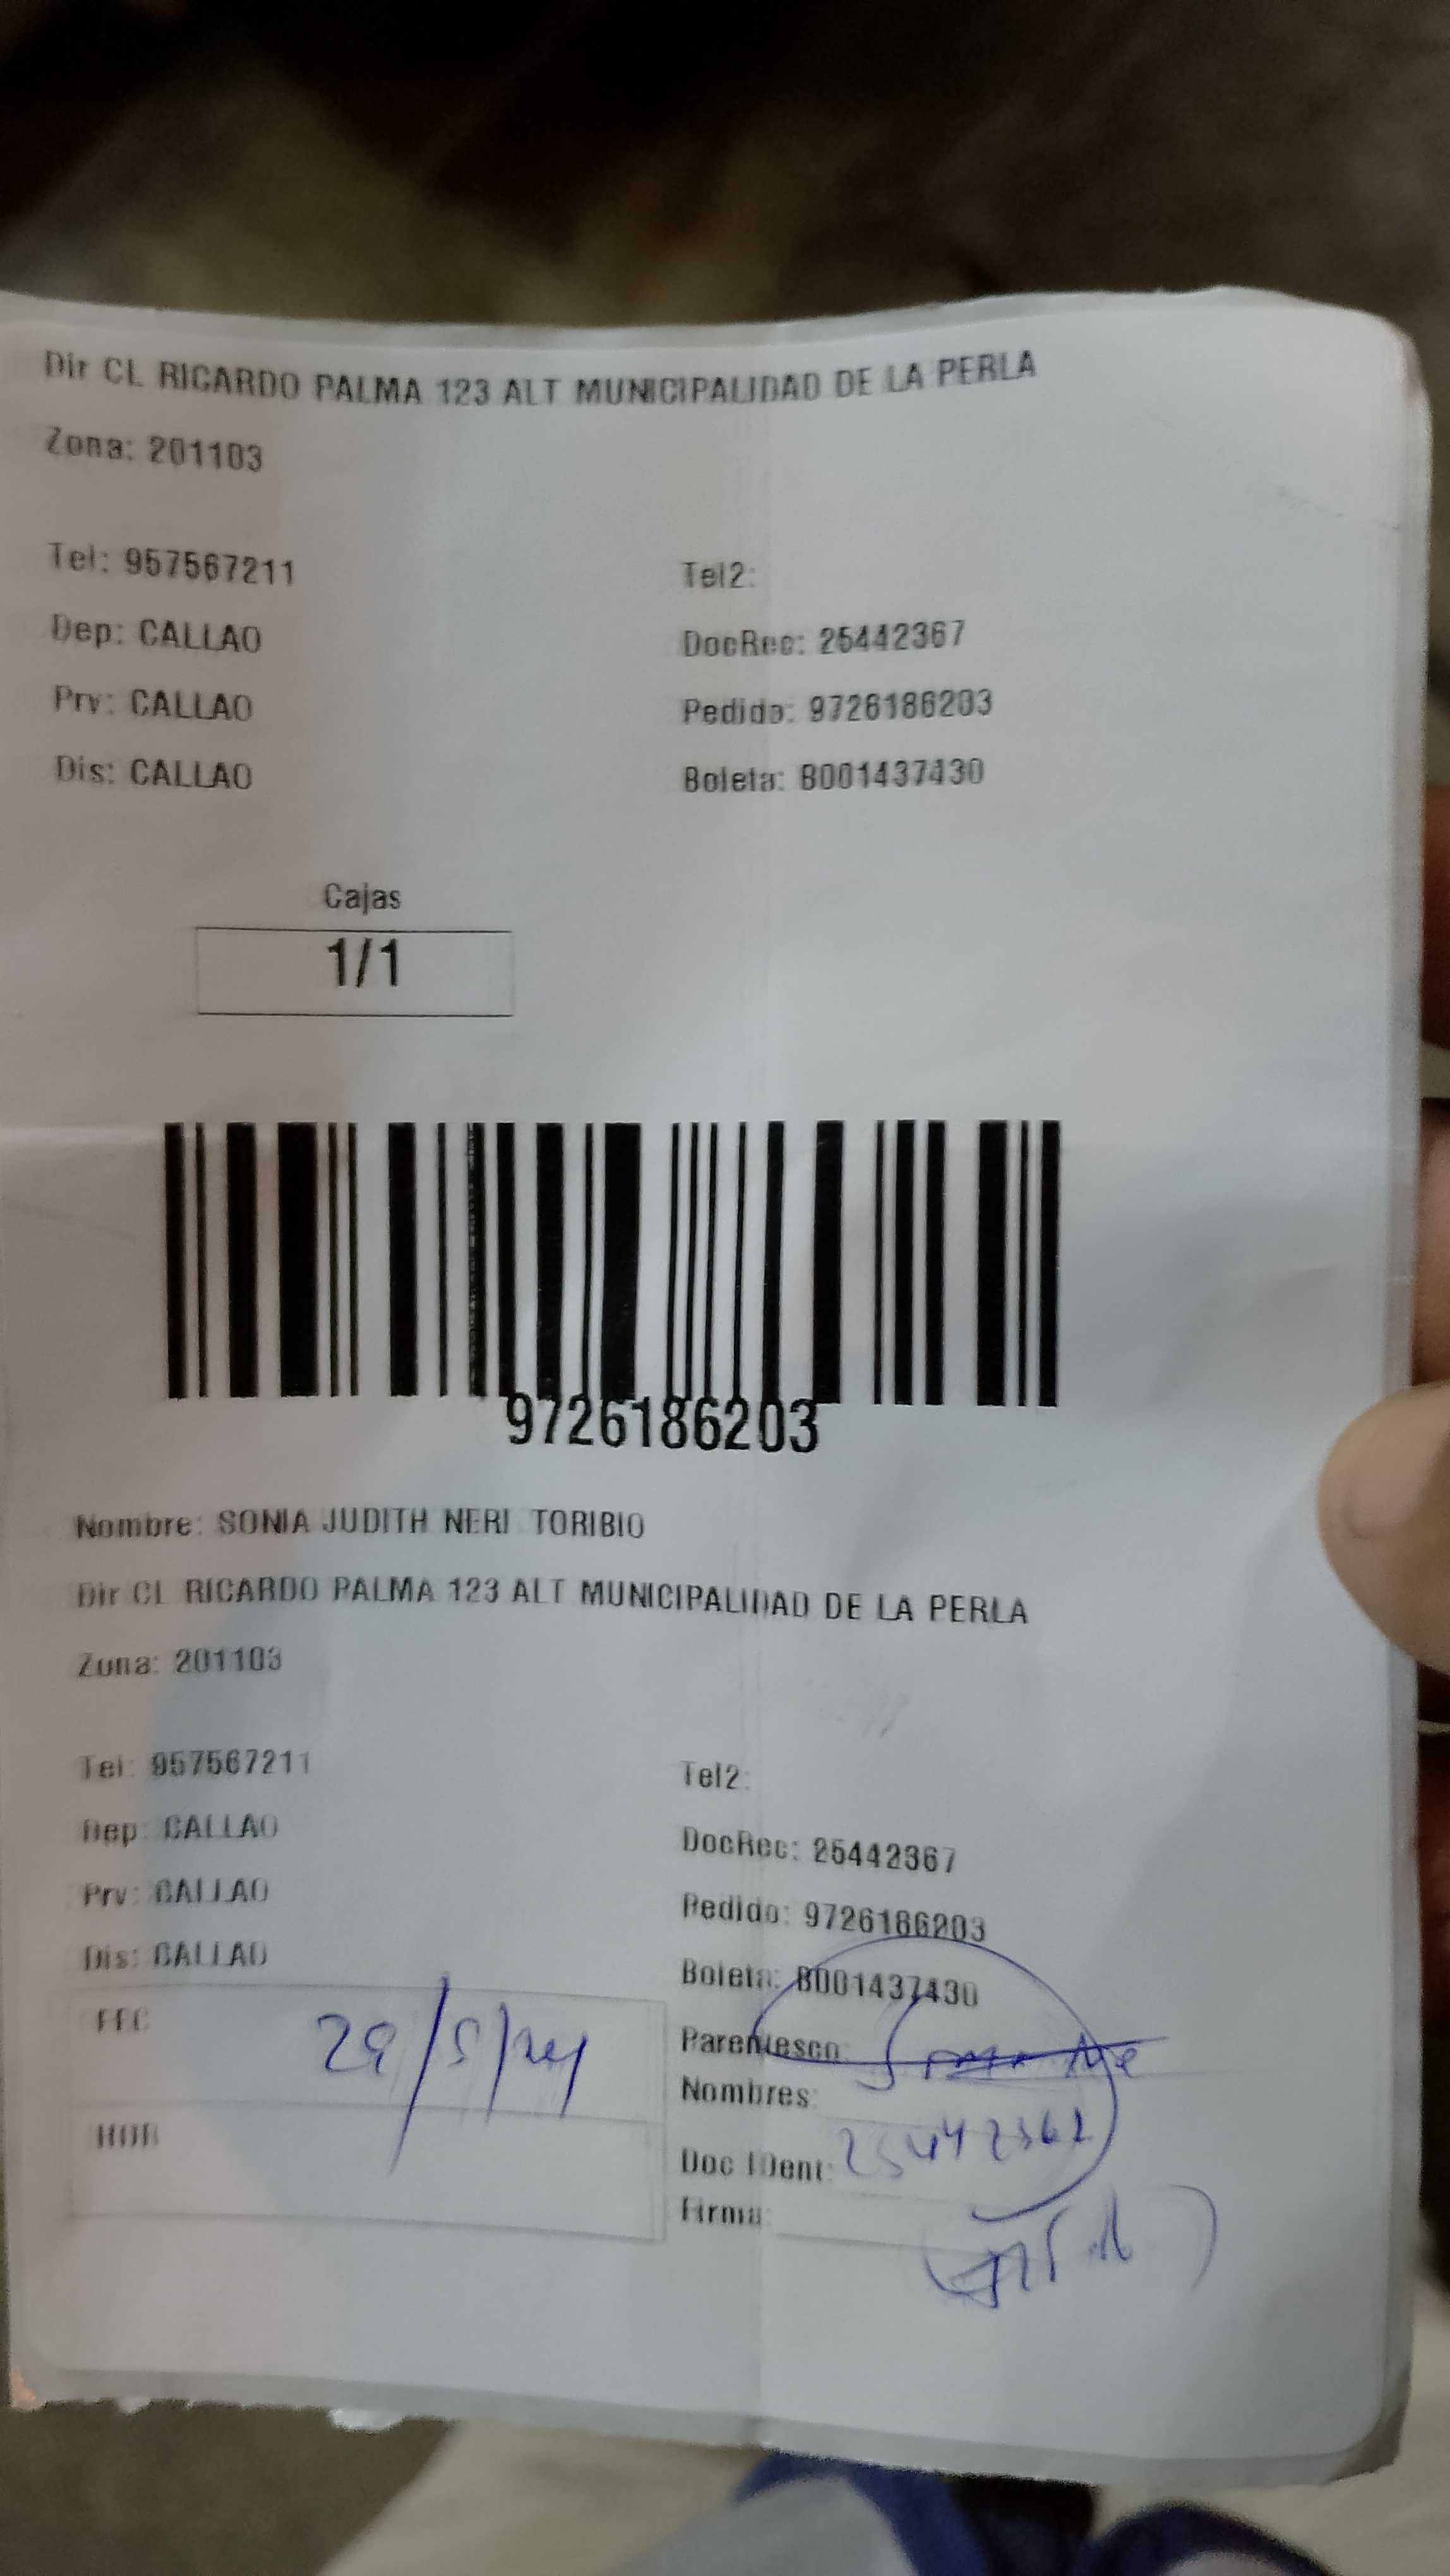 Dir CL RICARDO PALMA 123 ALT MUNICIPALIDAD DE LA PERLA
Zona: 201103
Tel: 957567211 Tel2:
Dep: CALLAO DocRec: 25442367
Prv: CALLAO Pedido: 9726186203
Dis: CALLAO Boleta: B001437430
Cajas
1/1
9726186203
Nombre: SONIA JUDITH NERI TORIBIO
Dir CL RICARDO PALMA 123 ALT MUNICIPALIDAD DE LA PERLA
Zona: 201103
Tel: 957567211 Tel2:
Dep: CALLAO DocRec: 25442367
Prv: CALLAO Pedido: 9726186203
Dis: CALLAO Boleta: B001437430
FEC 29/5/24 Parentesco:
Nombres:
HOR Doc IDent: 25442367
Firma: